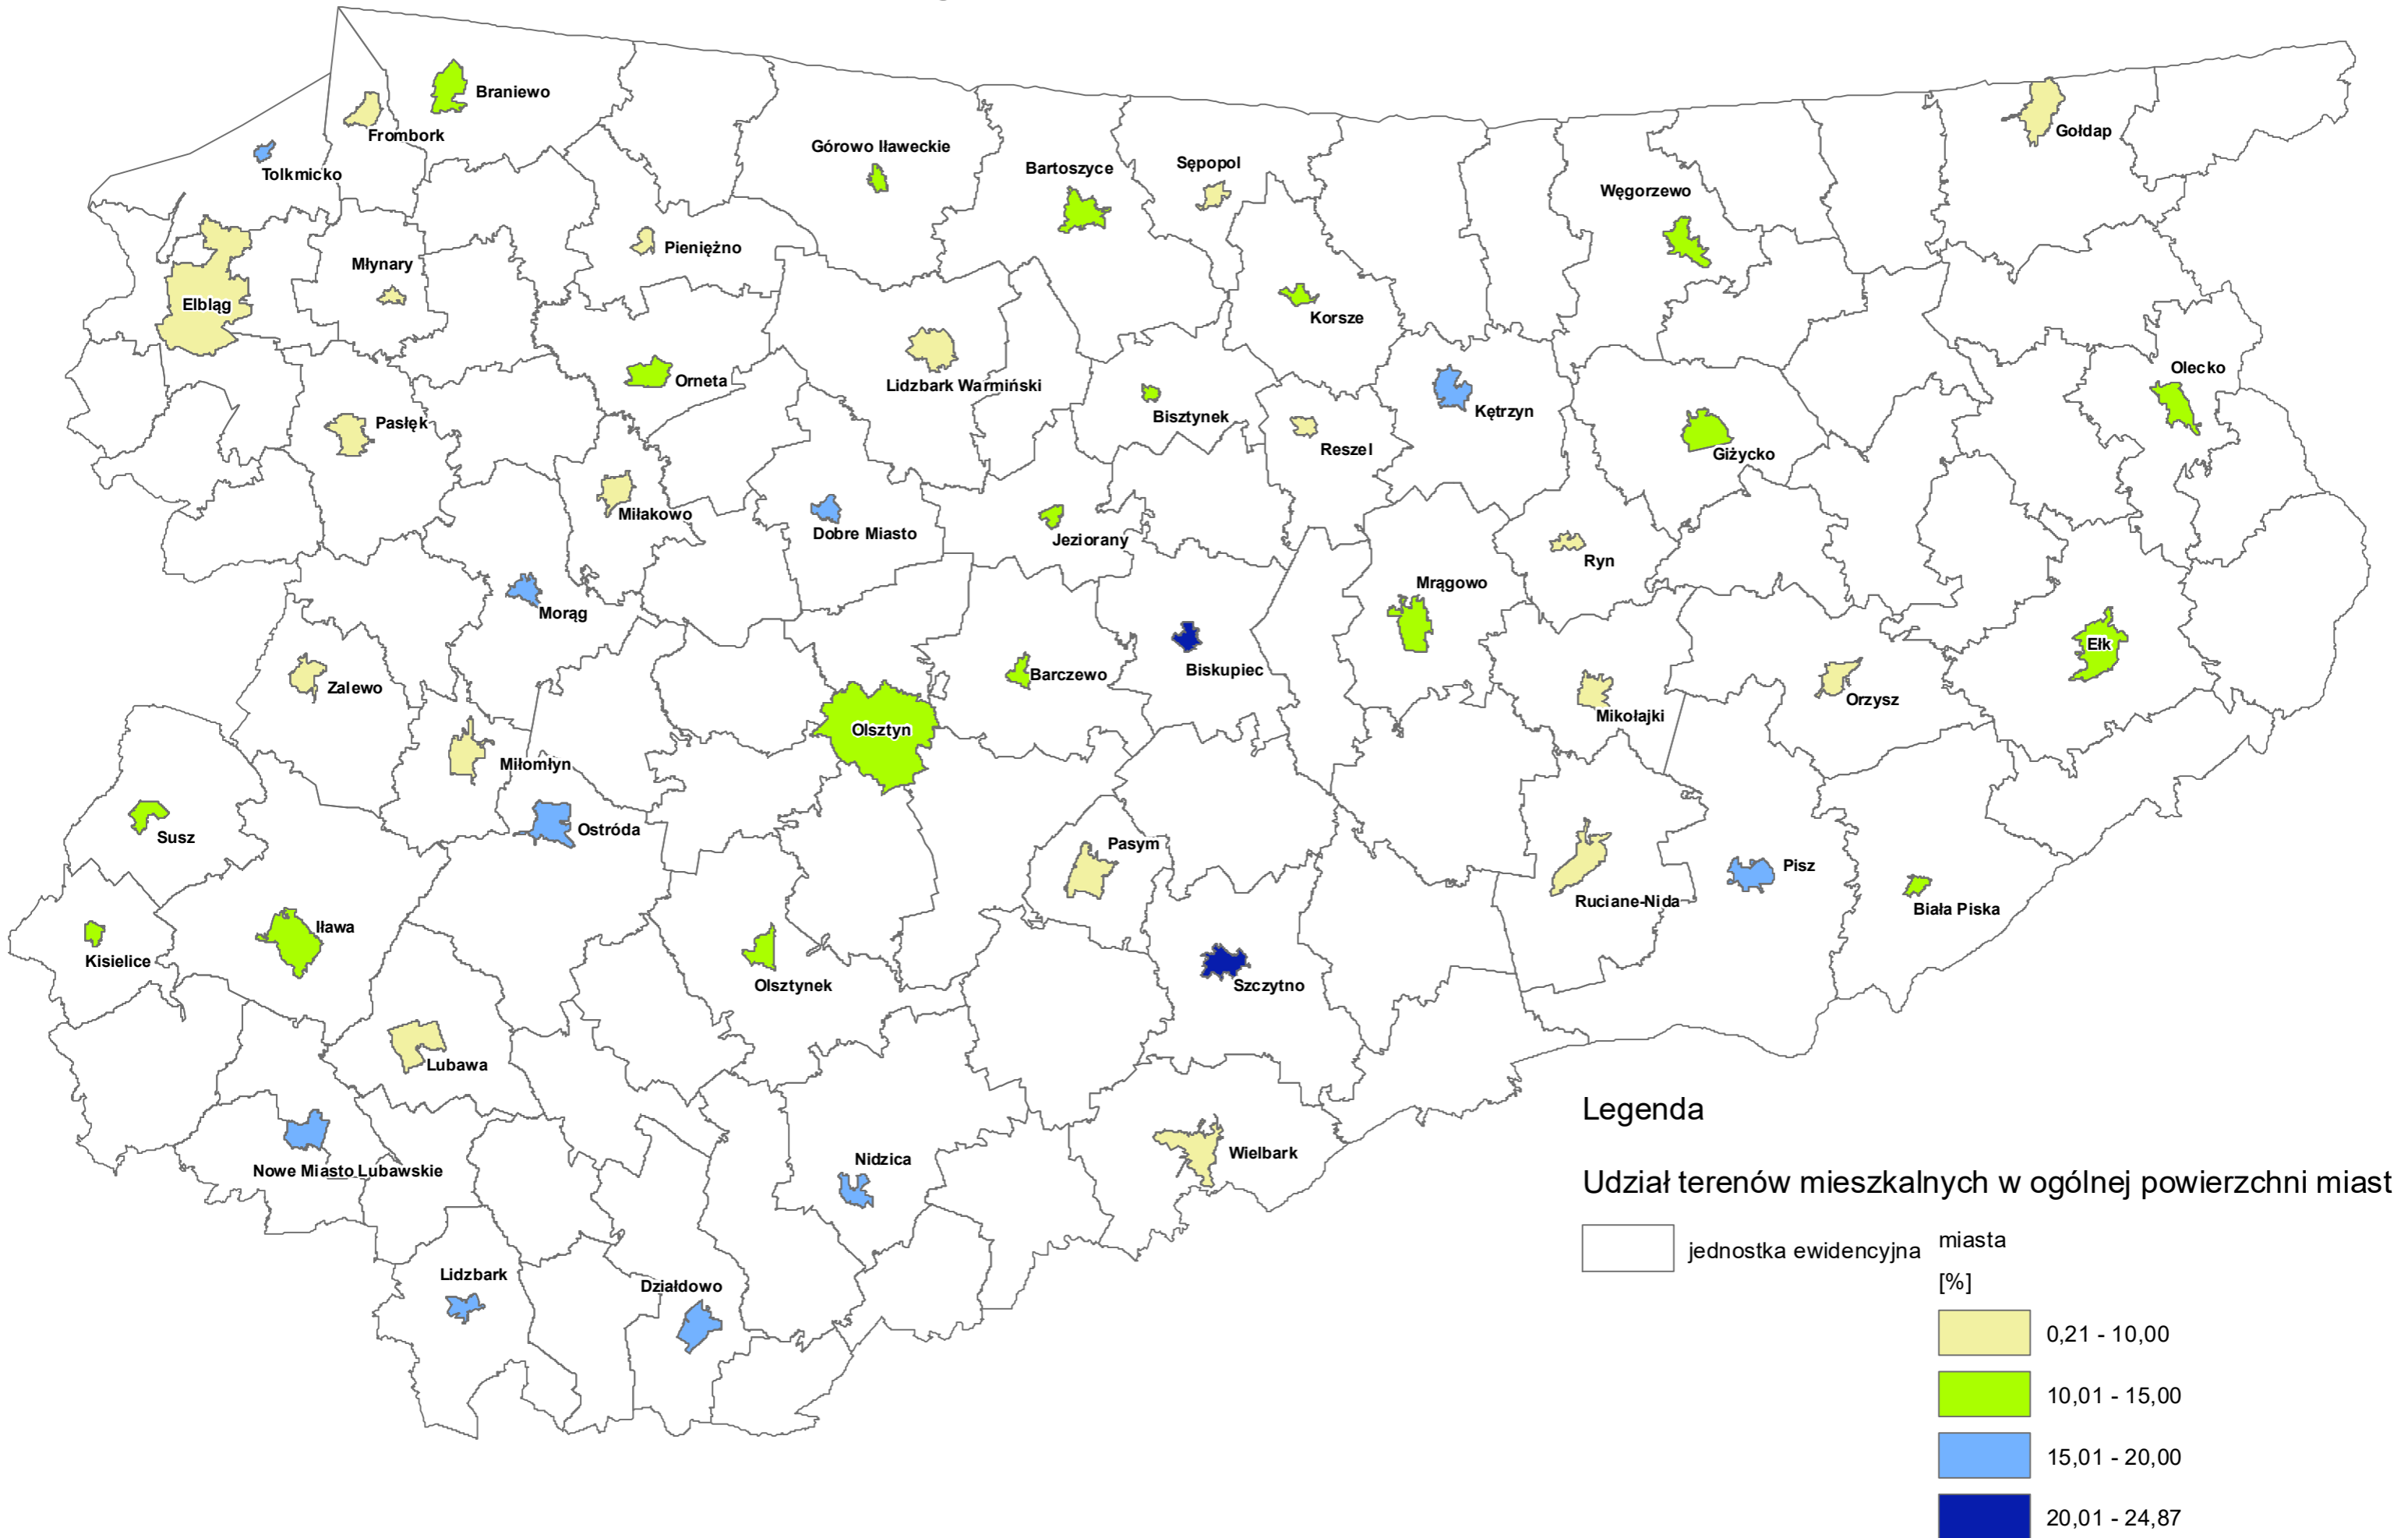 Braniewo
Frombork
Gołdap
Tolkmicko
Górowo Iławeckie
Bartoszyce
Sępopol
Węgorzewo
Pieniężno
Młynary
Elbląg
Korsze
Olecko
Orneta
Lidzbark Warmiński
Bisztynek
Kętrzyn
Pasłęk
Reszel
Giżycko
Miłakowo
Dobre Miasto
Jeziorany
Ryn
Mrągowo
Morąg
Ełk
Barczewo
Biskupiec
Zalewo
Orzysz
Mikołajki
Olsztyn
Miłomłyn
Ostróda
Susz
Pasym
Pisz
Ruciane-Nida
Biała Piska
Iława
Kisielice
Olsztynek
Szczytno
Lubawa
Nowe Miasto Lubawskie
Nidzica
Wielbark
Lidzbark
Działdowo
Legenda
Udział terenów mieszkalnych w ogólnej powierzchni miast
jednostka ewidencyjna
miasta
[%]
0,21 - 10,00
10,01 - 15,00
15,01 - 20,00
20,01 - 24,87